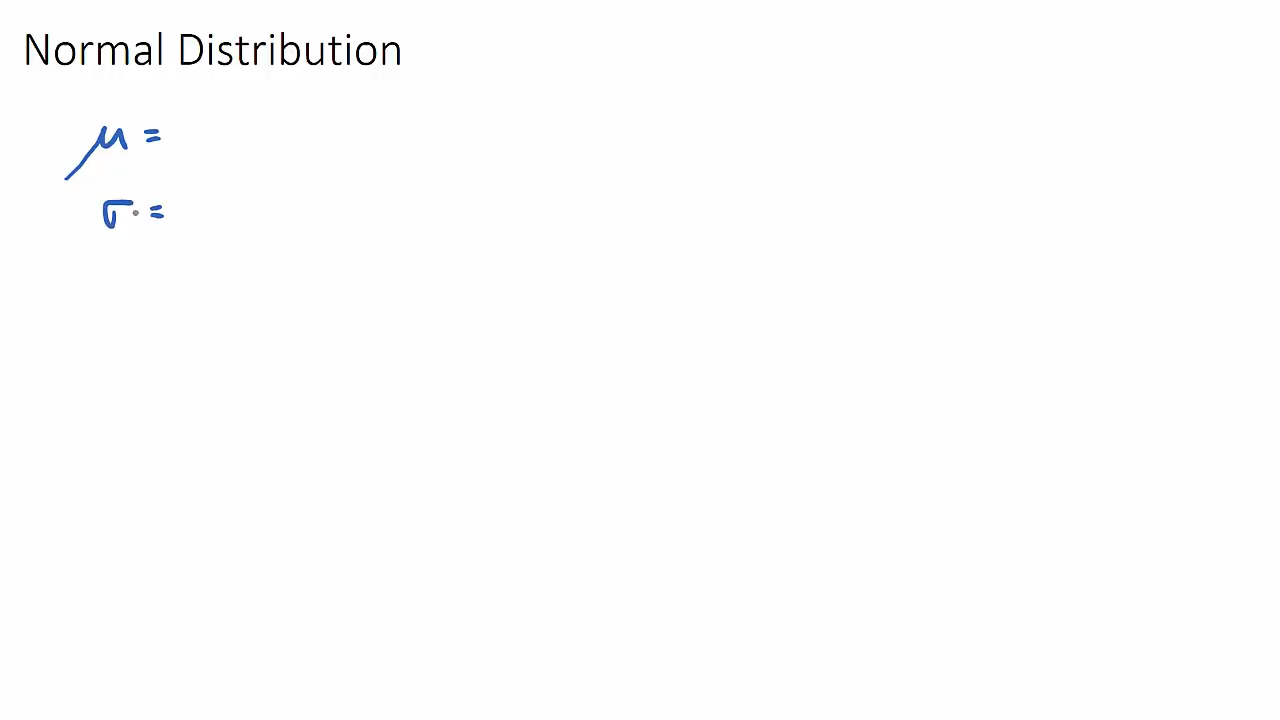 Normal Distribution
μ =
σ =